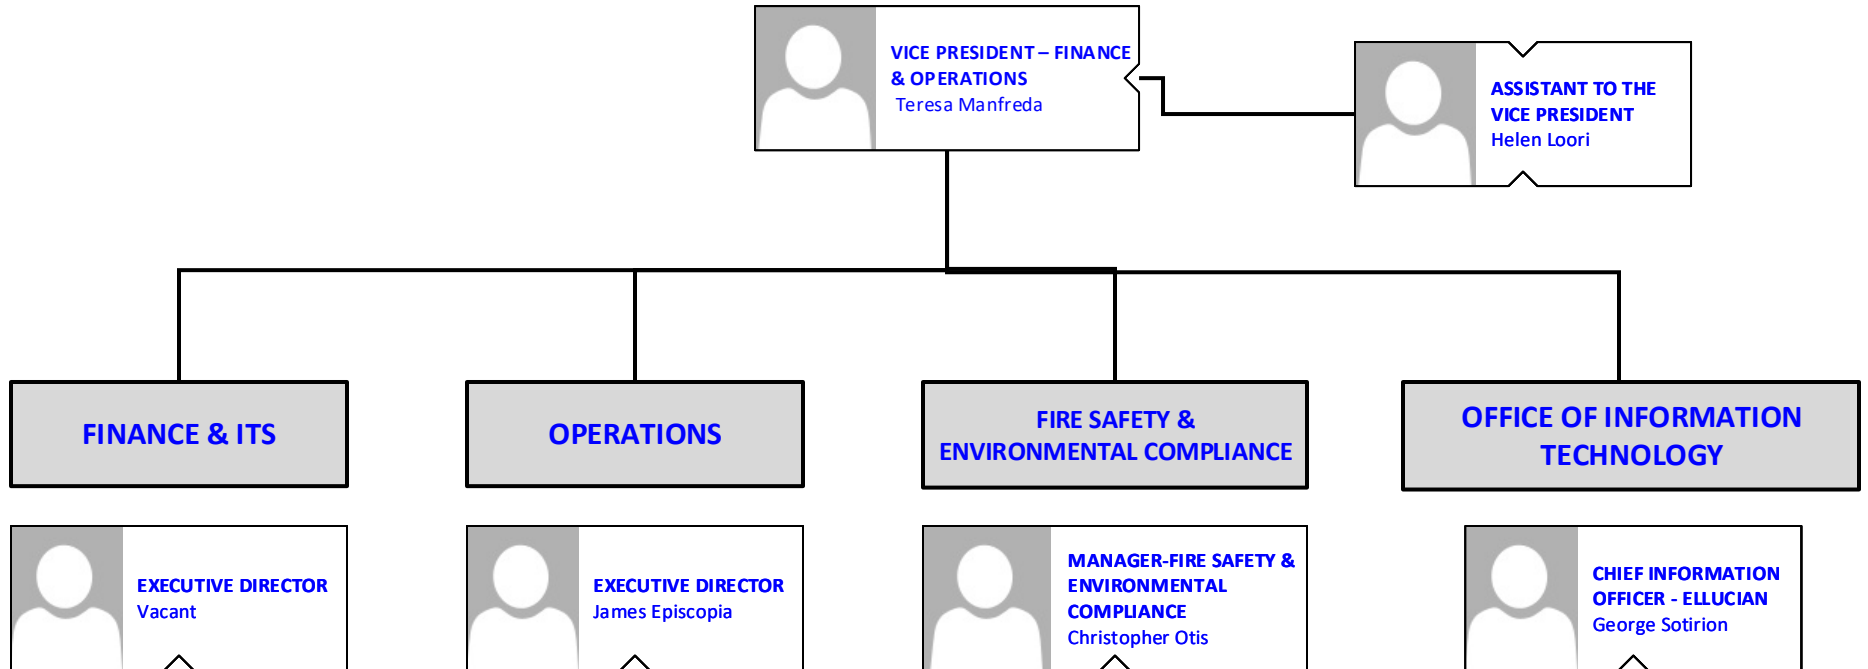 VICE PRESIDENT – FINANCE
& OPERATIONS
Teresa Manfreda
ASSISTANT TO THE
VICE PRESIDENT
Helen Loori
FINANCE & ITS
OPERATIONS
FIRE SAFETY &
ENVIRONMENTAL COMPLIANCE
OFFICE OF INFORMATION
TECHNOLOGY
EXECUTIVE DIRECTOR
Vacant
EXECUTIVE DIRECTOR
James Episcopia
MANAGER-FIRE SAFETY &
ENVIRONMENTAL
COMPLIANCE
Christopher Otis
CHIEF INFORMATION
OFFICER - ELLUCIAN
George Sotirion